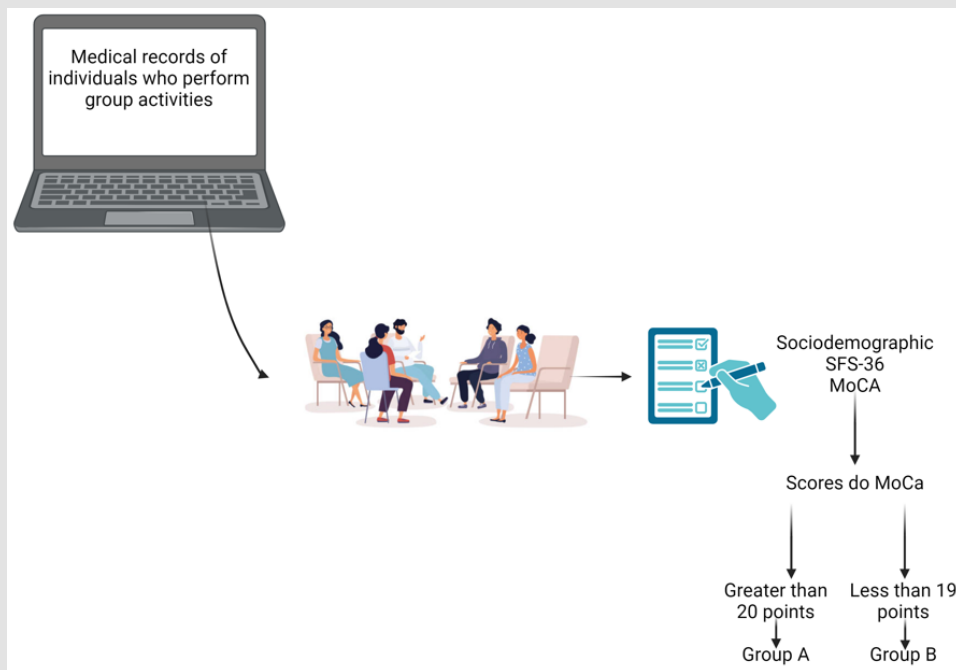 Medical records of
individuals who perform
group activities
Sociodemographic
SFS-36
MoCA
Scores do MoCa
Greater than
20 points
Less than 19
points
Group A
Group B